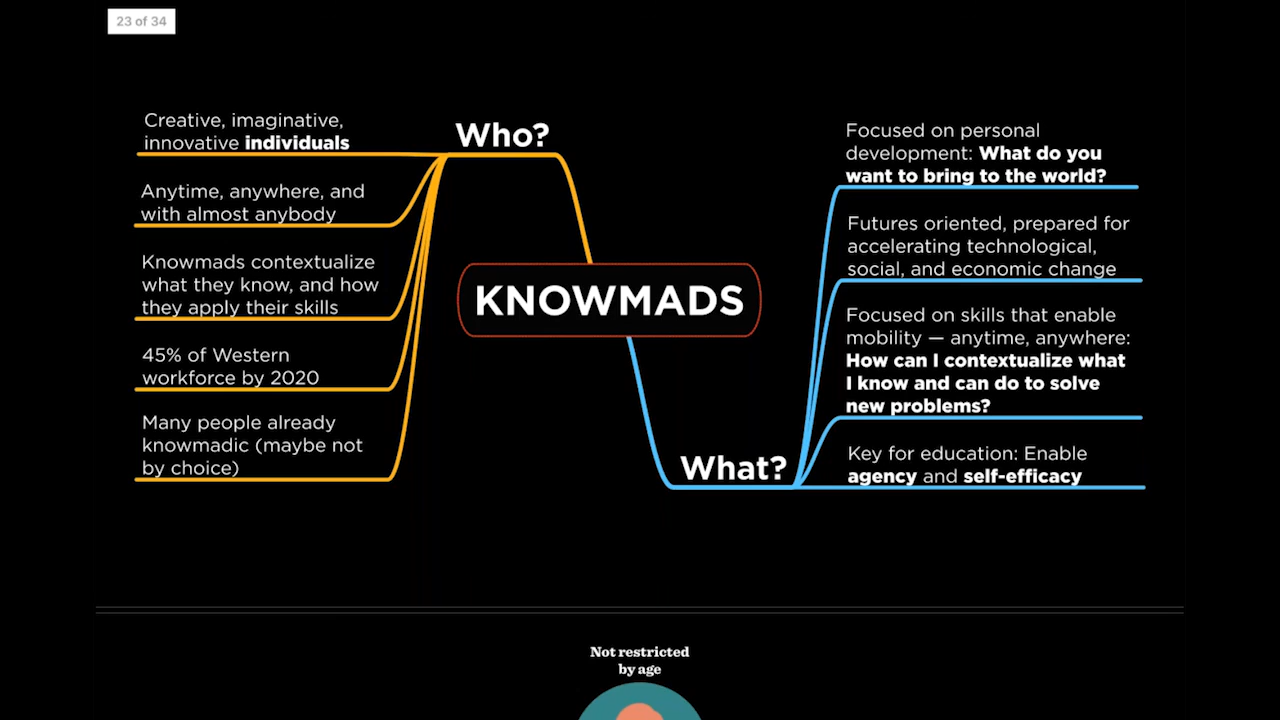 23 of 34
Who?
Creative, imaginative,
innovative individuals
Anytime, anywhere, and
with almost anybody
Knowmads contextualize
what they know, and how
they apply their skills
45% of Western
workforce by 2020
Many people already
knowmadic (maybe not
by choice)
KNOWMADS
What?
Focused on personal
development: What do you
want to bring to the world?
Futures oriented, prepared for
accelerating technological,
social, and economic change
Focused on skills that enable
mobility — anytime, anywhere:
How can I contextualize what
I know and can do to solve
new problems?
Key for education: Enable
agency and self-efficacy
Not restricted
by age